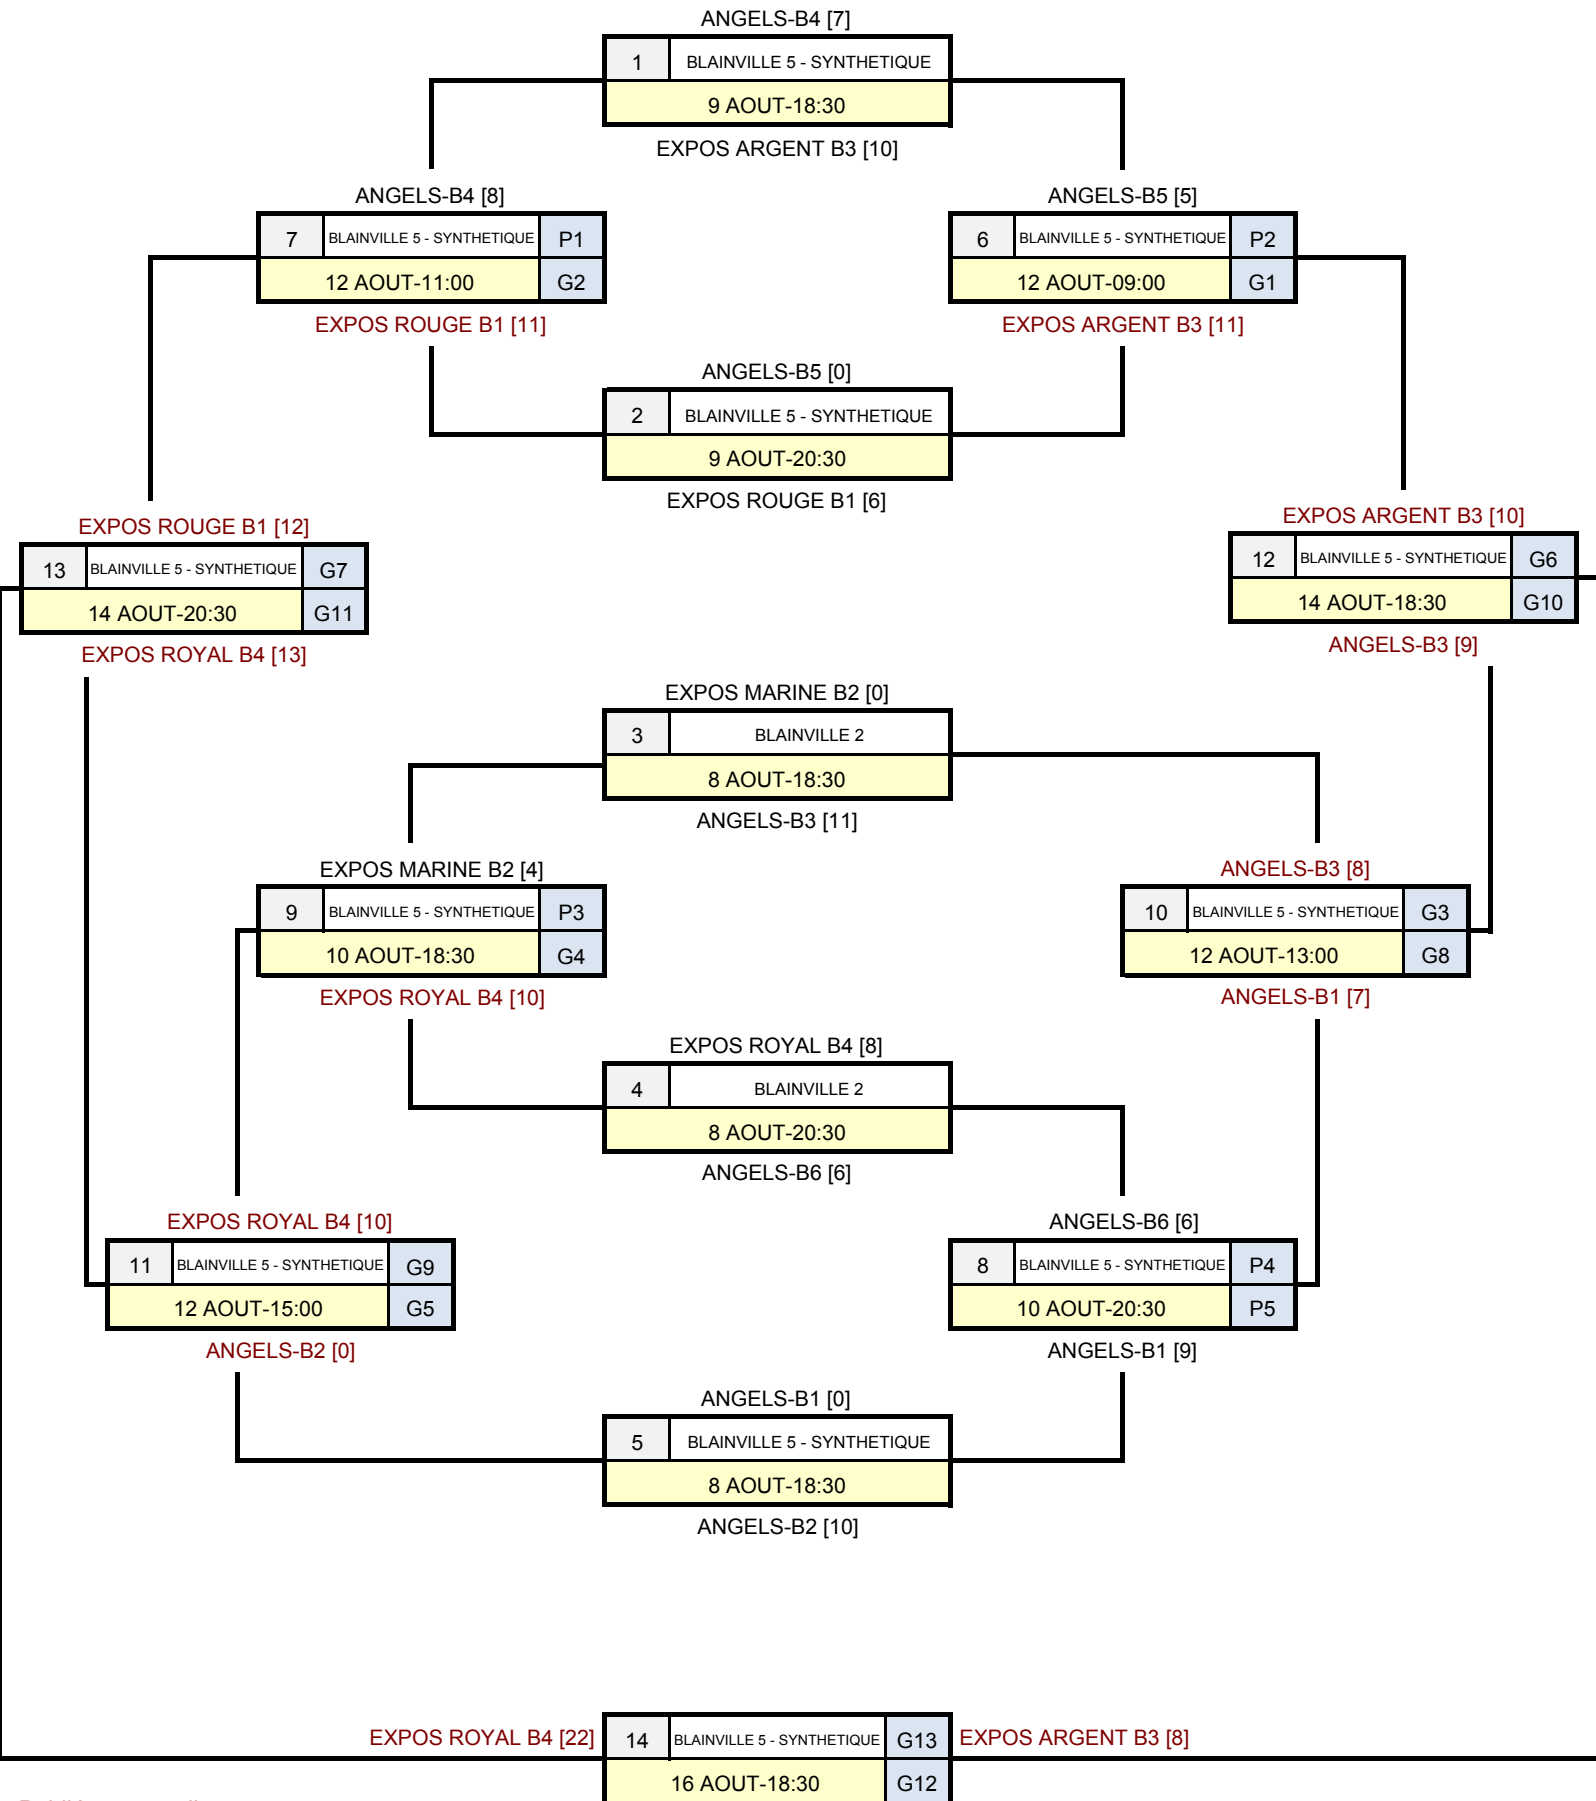 ANGELS-B4 [7]
1 BLAINVILLE 5 - SYNTHETIQUE
9 AOUT-18:30
EXPOS ARGENT B3 [10]
ANGELS-B4 [8]
7 BLAINVILLE 5 - SYNTHETIQUE P1
12 AOUT-11:00 G2
EXPOS ROUGE B1 [11]
ANGELS-B5 [5]
6 BLAINVILLE 5 - SYNTHETIQUE P2
12 AOUT-09:00 G1
EXPOS ARGENT B3 [11]
ANGELS-B5 [0]
2 BLAINVILLE 5 - SYNTHETIQUE
9 AOUT-20:30
EXPOS ROUGE B1 [6]
EXPOS ROUGE B1 [12]
13 BLAINVILLE 5 - SYNTHETIQUE G7
14 AOUT-20:30 G11
EXPOS ROYAL B4 [13]
EXPOS ARGENT B3 [10]
12 BLAINVILLE 5 - SYNTHETIQUE G6
14 AOUT-18:30 G10
ANGELS-B3 [9]
EXPOS MARINE B2 [0]
3 BLAINVILLE 2
8 AOUT-18:30
ANGELS-B3 [11]
EXPOS MARINE B2 [4]
9 BLAINVILLE 5 - SYNTHETIQUE P3
10 AOUT-18:30 G4
EXPOS ROYAL B4 [10]
ANGELS-B3 [8]
10 BLAINVILLE 5 - SYNTHETIQUE G3
12 AOUT-13:00 G8
ANGELS-B1 [7]
EXPOS ROYAL B4 [8]
4 BLAINVILLE 2
8 AOUT-20:30
ANGELS-B6 [6]
EXPOS ROYAL B4 [10]
11 BLAINVILLE 5 - SYNTHETIQUE G9
12 AOUT-15:00 G5
ANGELS-B2 [0]
ANGELS-B6 [6]
8 BLAINVILLE 5 - SYNTHETIQUE P4
10 AOUT-20:30 P5
ANGELS-B1 [9]
ANGELS-B1 [0]
5 BLAINVILLE 5 - SYNTHETIQUE
8 AOUT-18:30
ANGELS-B2 [10]
EXPOS ROYAL B4 [22] 14 BLAINVILLE 5 - SYNTHETIQUE G13 EXPOS ARGENT B3 [8]
16 AOUT-18:30 G12